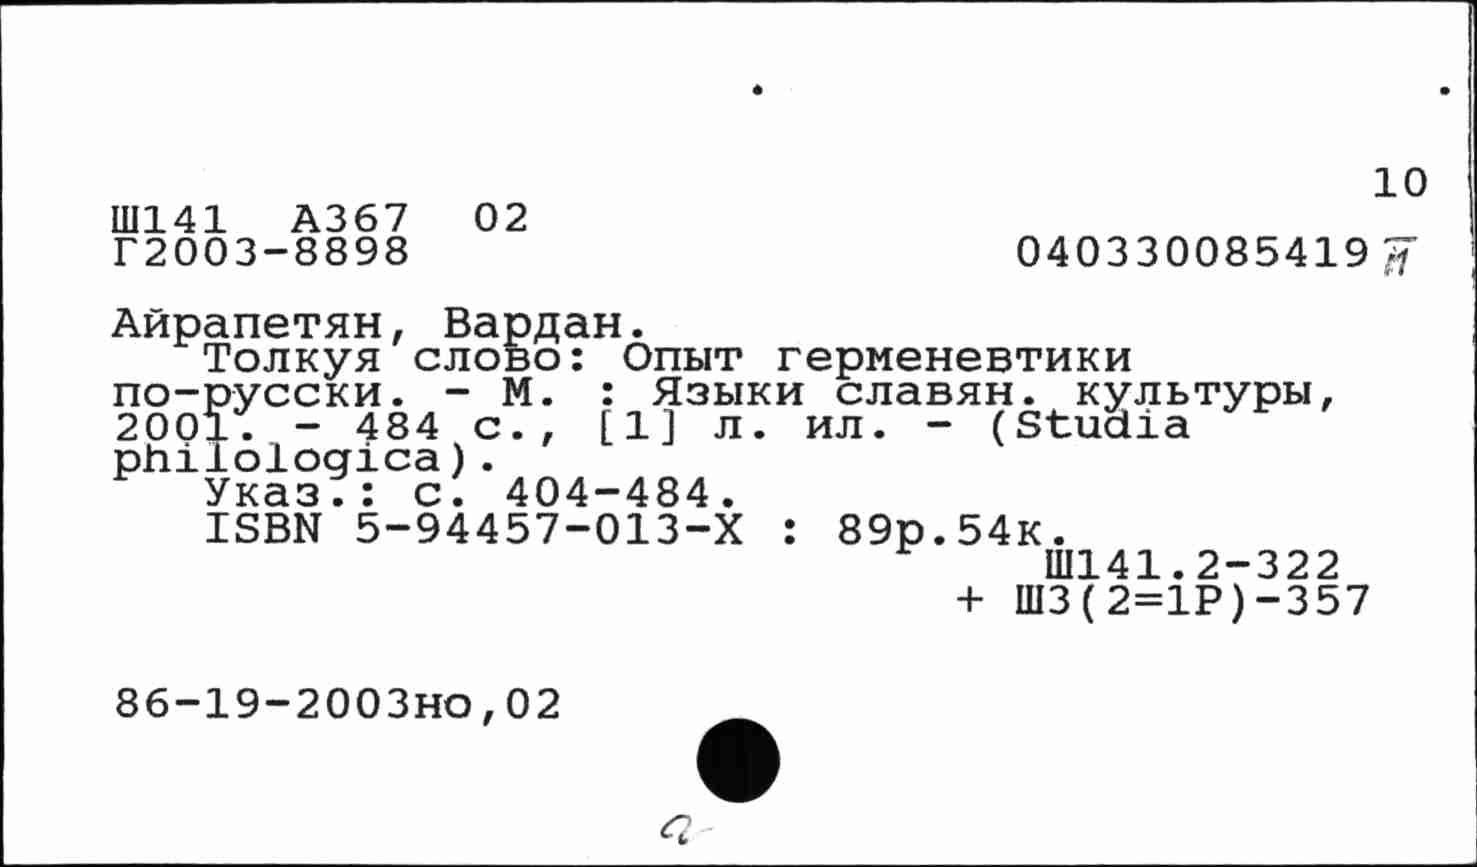 10
Ш141 А367 02
Г2003-8898 040330085419
Айрапетян, Вардан.
Толкуя слово: Опыт герменевтики
по-русски. - М. : Языки славян. культуры,
2001. - 484 с., [1] л. ил. - (Studia
philologica).
Указ.: с. 404-484.
ISBN 5-94457-013-X : 89р.54к.
Ш141.2-322
+ Ш3(2=1Р)-357
86-19-2003но,02